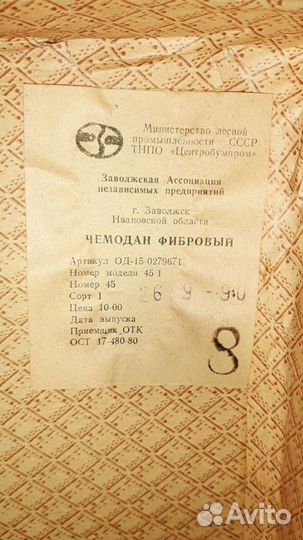 Министерство лесной
промышленности СССР
ТНПО «Центробумпром»
Заволжская Ассоциация
независимых предприятий
г. Заволжск
Ивановской области
ЧЕМОДАН ФИБРОВЫЙ
Артикул ОД-15-0279671
Номер модели 45-1
Номер 45
Сорт 1
Цена 10-00
Дата выпуска
Приемщик ОТК
ОСТ 17-480-80
8
Avito